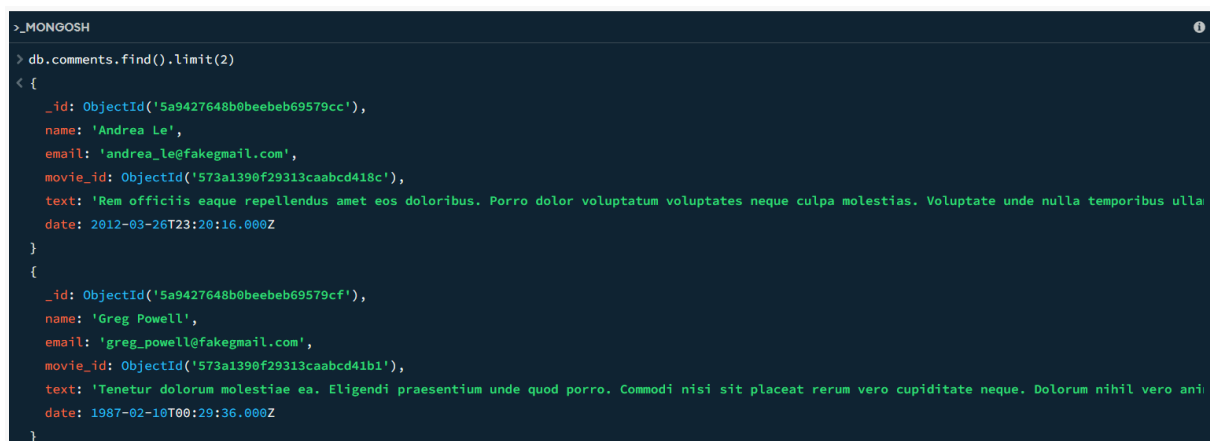 >_MONGOSH
> db.comments.find().limit(2)
< {
_id: ObjectId('5a9427648b0beebeb69579cc'),
name: 'Andrea Le',
email: 'andrea_le@fakegmail.com',
movie_id: ObjectId('573a1390f29313caabcd418c'),
text: 'Rem officiis eaque repellendus amet eos doloribus. Porro dolor voluptatum voluptates neque culpa molestias. Voluptate unde nulla temporibus
date: 2012-03-26T23:20:16.000Z
}
{
_id: ObjectId('5a9427648b0beebeb69579cf'),
name: 'Greg Powell',
email: 'greg_powell@fakegmail.com',
movie_id: ObjectId('573a1390f29313caabcd41b1'),
text: 'Tenetur dolorum molestiae ea. Eligendi praesentium unde quod porro. Commodi nisi sit placeat rerum vero cupiditate neque. Dolorum nihil vero
date: 1987-02-10T00:29:36.000Z
}